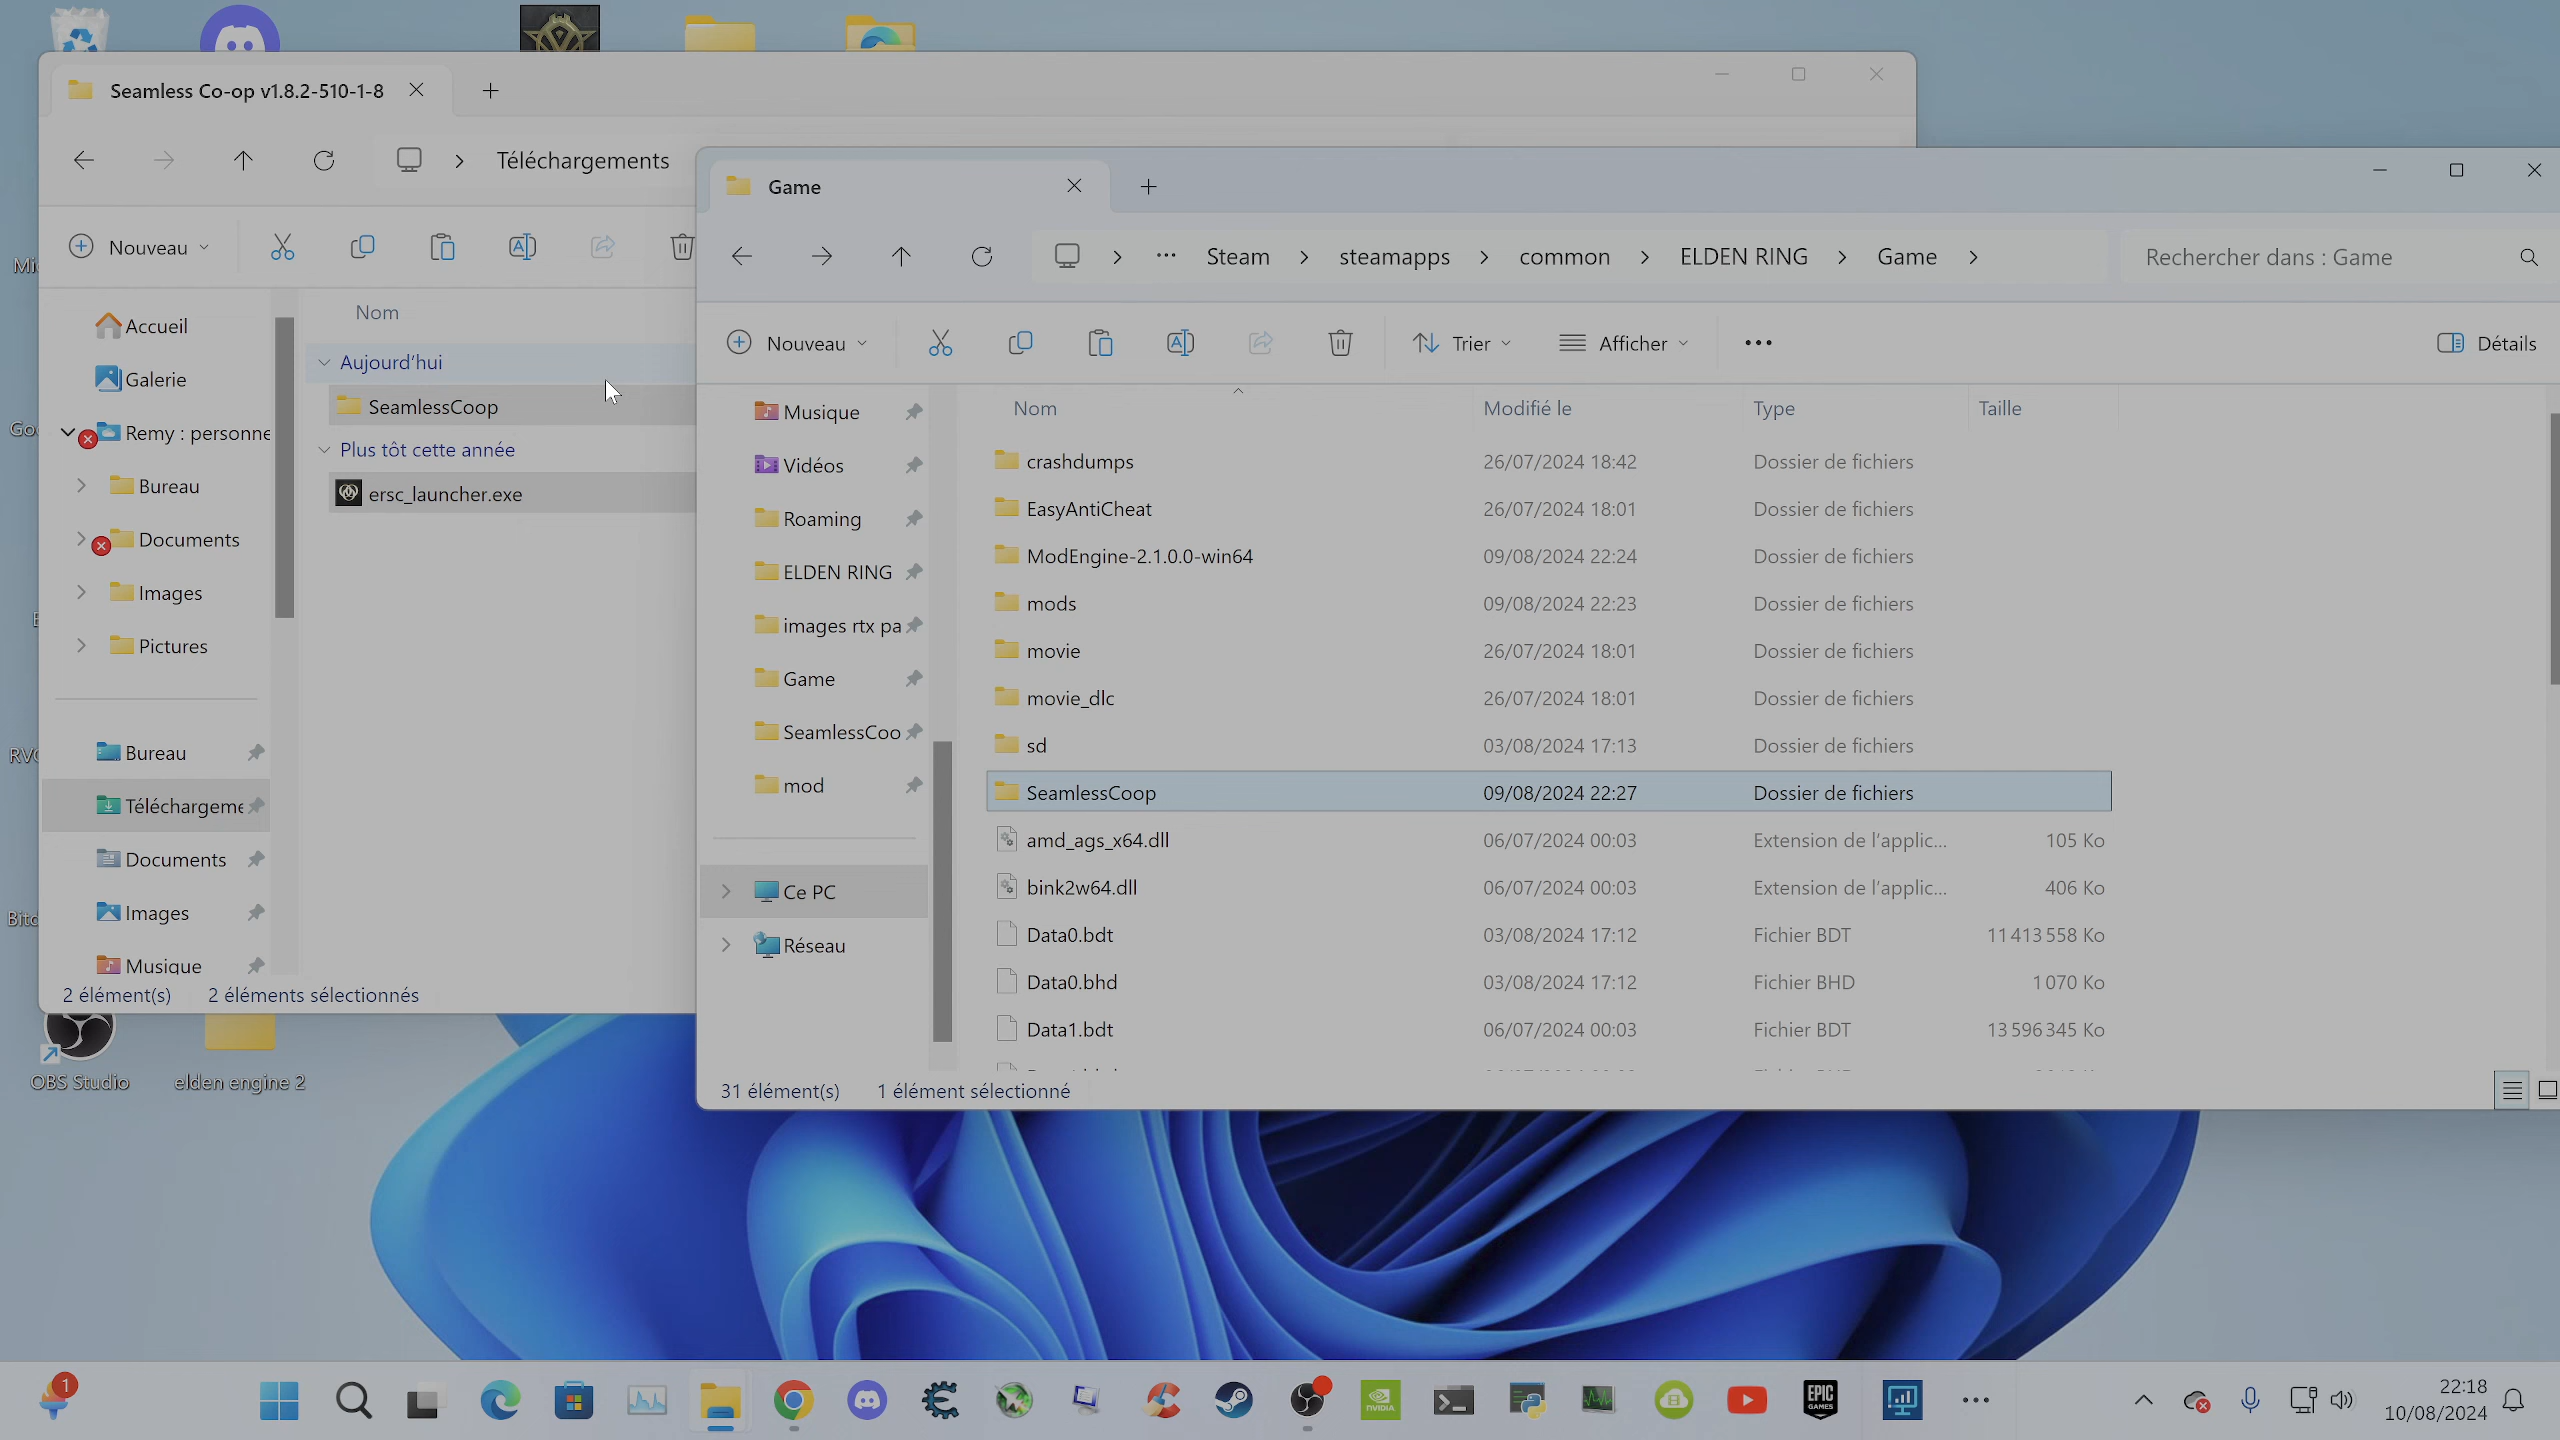 Seamless Co-op v1.8.2-510-1-8
Téléchargements
Nouveau
Nom
Accueil
Aujourd'hui
Galerie
SeamlessCoop
Remy : personne
Plus tôt cette année
Bureau
ersc_launcher.exe
Documents
Images
Pictures
Bureau
Téléchargeme
Documents
Images
Musique
2 élément(s) 2 éléments sélectionnés
Game
Steam > steamapps > common > ELDEN RING > Game >
Rechercher dans : Game
Nouveau Trier Afficher Détails
Musique
Vidéos
Roaming
ELDEN RING
images rtx pa
Game
SeamlessCoo
mod
Ce PC
Réseau
Nom Modifié le Type Taille
crashdumps 26/07/2024 18:42 Dossier de fichiers
EasyAntiCheat 26/07/2024 18:01 Dossier de fichiers
ModEngine-2.1.0.0-win64 09/08/2024 22:24 Dossier de fichiers
mods 09/08/2024 22:23 Dossier de fichiers
movie 26/07/2024 18:01 Dossier de fichiers
movie_dlc 26/07/2024 18:01 Dossier de fichiers
sd 03/08/2024 17:13 Dossier de fichiers
SeamlessCoop 09/08/2024 22:27 Dossier de fichiers
amd_ags_x64.dll 06/07/2024 00:03 Extension de l'applic... 105 Ko
bink2w64.dll 06/07/2024 00:03 Extension de l'applic... 406 Ko
Data0.bdt 03/08/2024 17:12 Fichier BDT 11 413 558 Ko
Data0.bhd 03/08/2024 17:12 Fichier BHD 1 070 Ko
Data1.bdt 06/07/2024 00:03 Fichier BDT 13 596 345 Ko
31 élément(s) 1 élément sélectionné
OBS Studio
elden engine 2
1
NVIDIA
EPIC
GAMES
22:18
10/08/2024